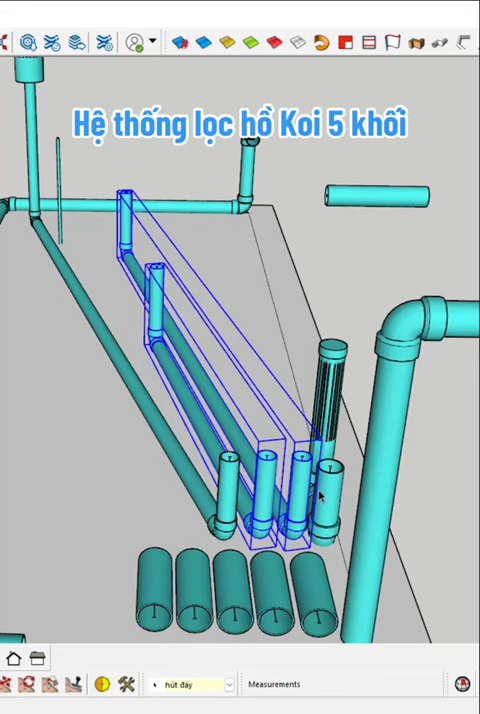 Hệ thống lọc hồ Koi 5 khối
hút đáy
Measurements